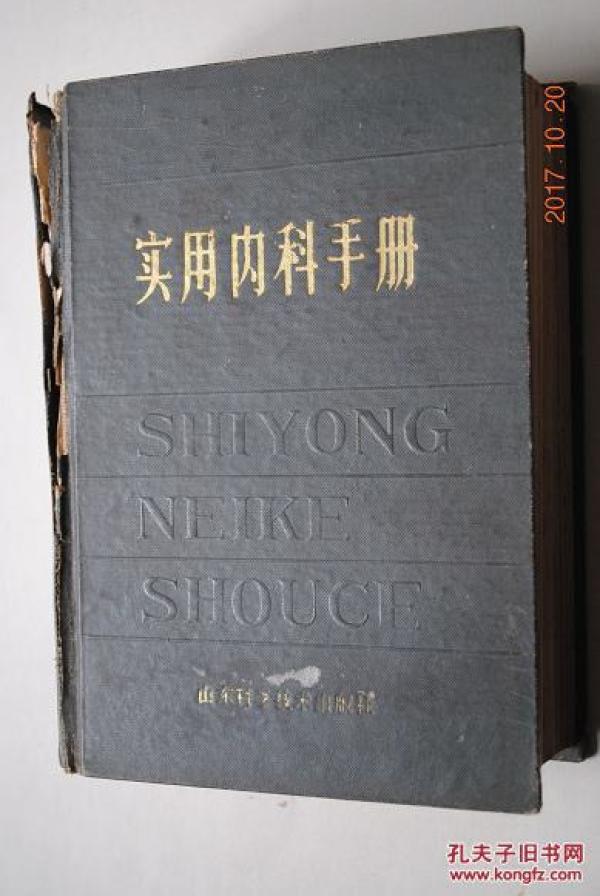 2017.10.20
实用内科手册
SHIYONG
NEIKE
SHOUCE
山东科学技术出版社
孔夫子旧书网
www.kongfz.com